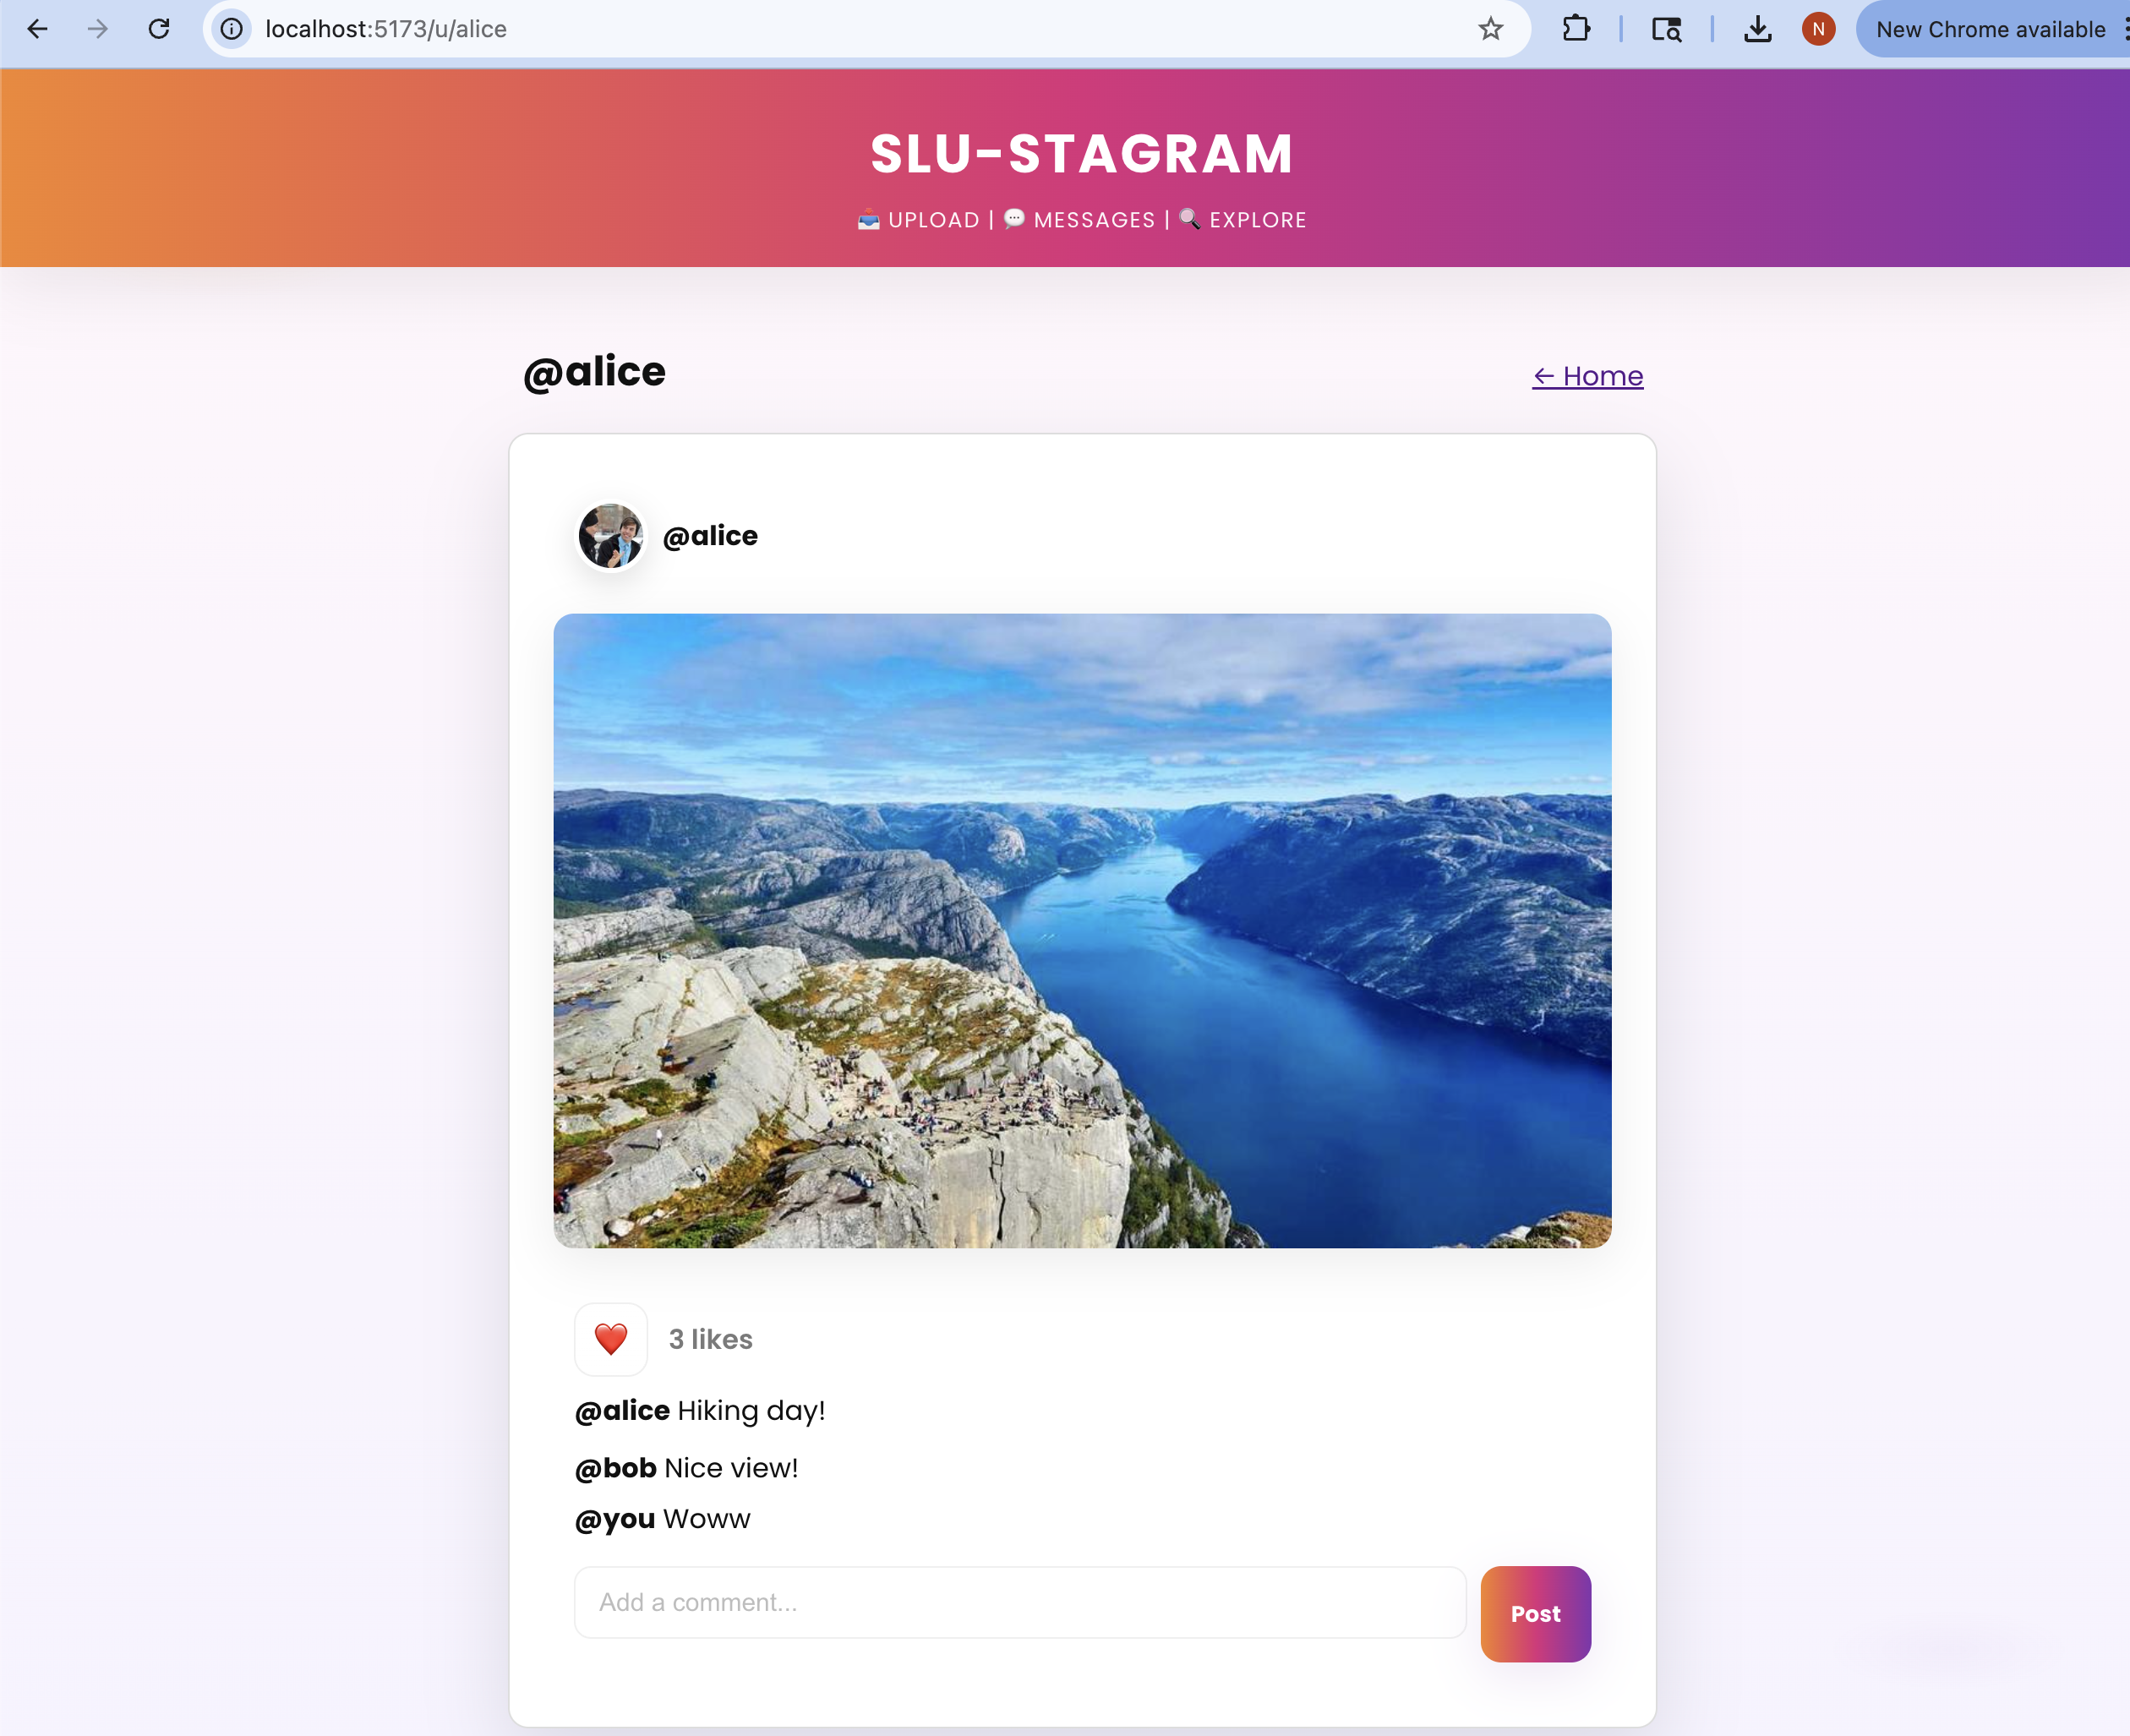 localhost:5173/u/alice
N
New Chrome available
SLU-STAGRAM
📥 UPLOAD | 💬 MESSAGES | 🔍 EXPLORE
@alice
← Home
@alice
❤️ 3 likes
@alice Hiking day!
@bob Nice view!
@you Woww
Add a comment...
Post